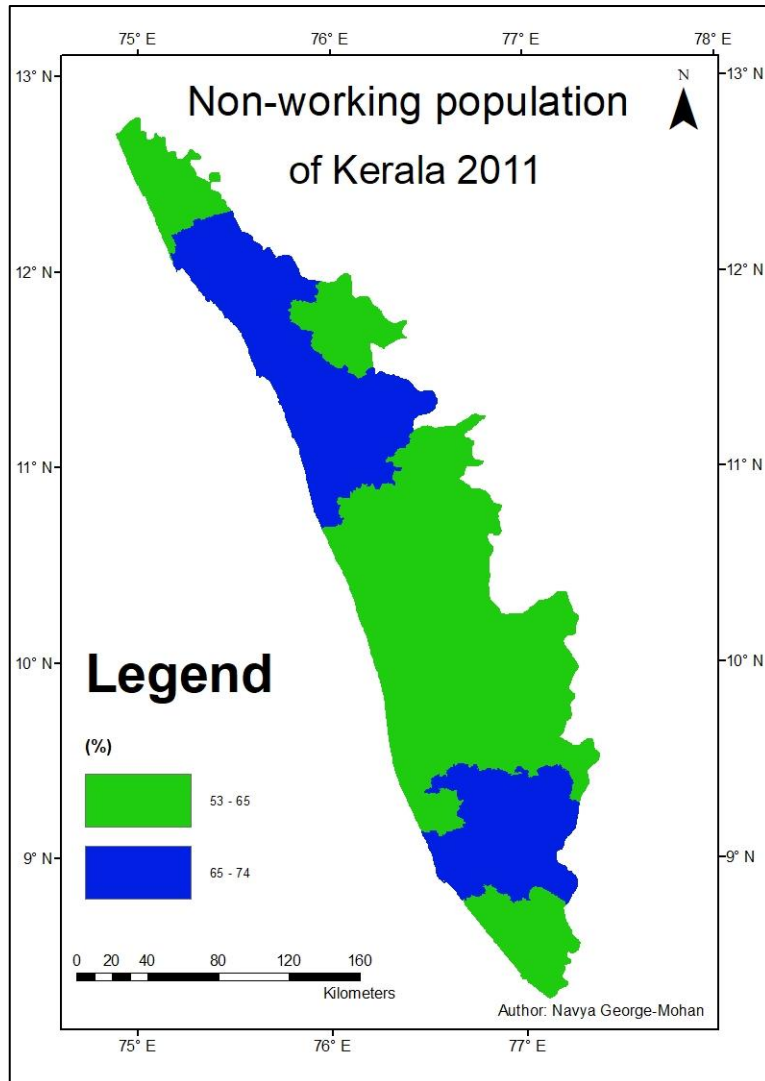 75° E 76° E 77° E 78° E
13° N 13° N
Non-working population
of Kerala 2011
N
12° N 12° N
11° N 11° N
10° N 10° N
Legend
(%)
53 - 65
65 - 74
9° N 9° N
0 20 40 80 120 160
Kilometers
Author: Navya George-Mohan
75° E 76° E 77° E